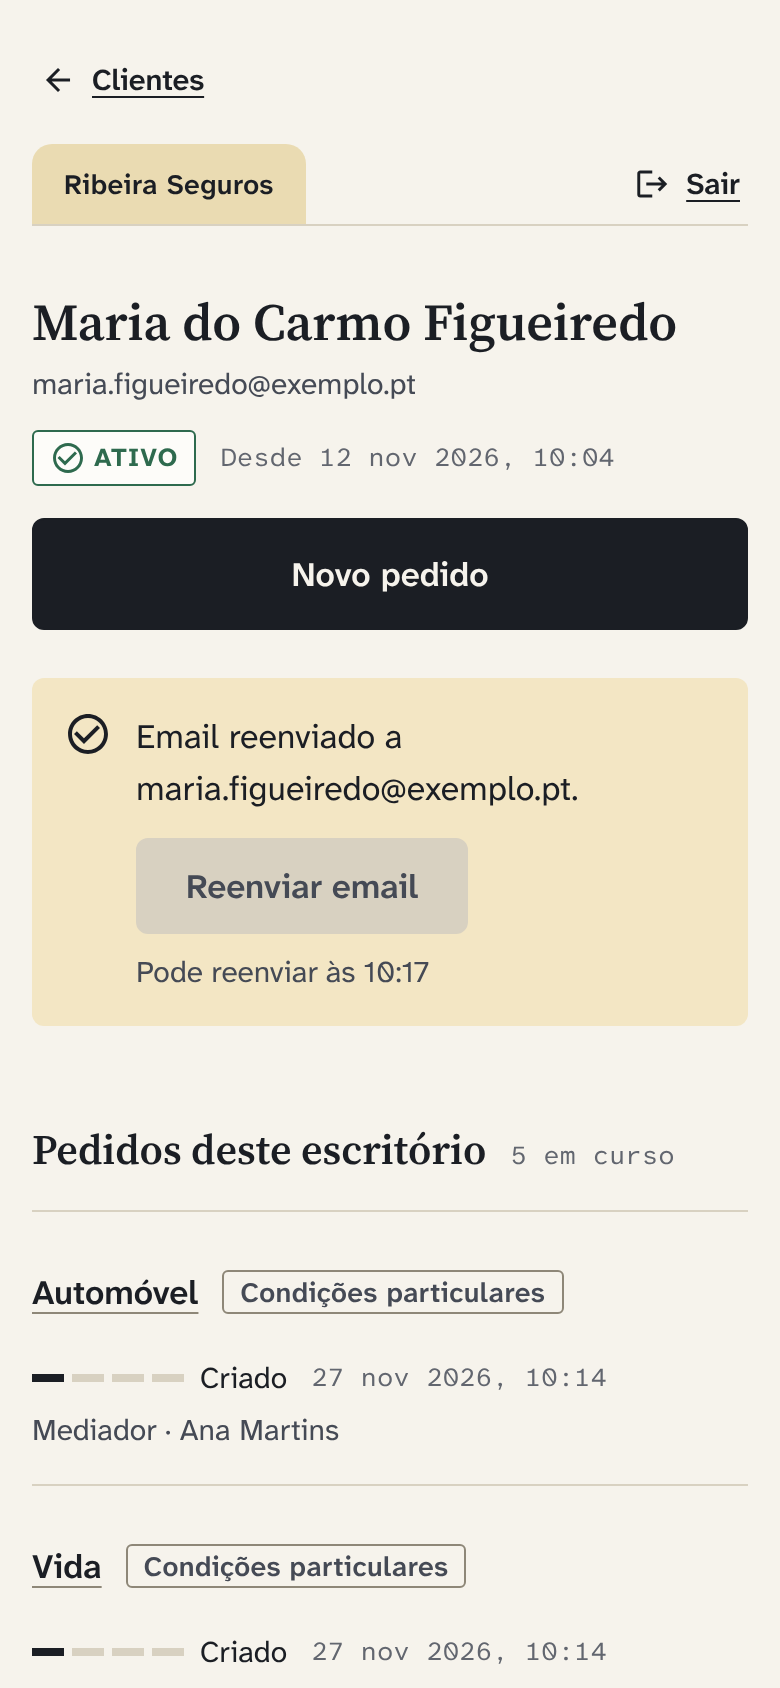 Clientes
Ribeira Seguros
Sair
Maria do Carmo Figueiredo
maria.figueiredo@exemplo.pt
ATIVO Desde 12 nov 2026, 10:04
Novo pedido
Email reenviado a
maria.figueiredo@exemplo.pt.
Reenviar email
Pode reenviar às 10:17
Pedidos deste escritório 5 em curso
Automóvel Condições particulares
Criado 27 nov 2026, 10:14
Mediador · Ana Martins
Vida Condições particulares
Criado 27 nov 2026, 10:14